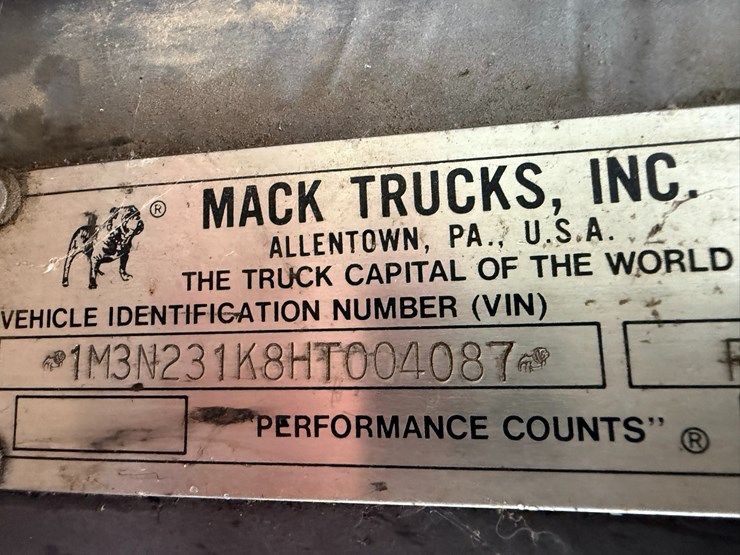 ® MACK TRUCKS, INC.
ALLENTOWN, PA., U.S.A.
THE TRUCK CAPITAL OF THE WORLD
VEHICLE IDENTIFICATION NUMBER (VIN)
1M3N231K8HT004087
PERFORMANCE COUNTS" ®